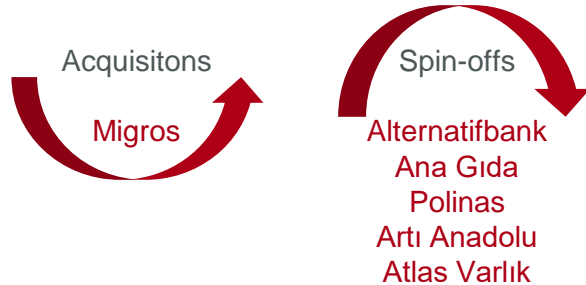 Acquisitons
Migros
Spin-offs
Alternatifbank
Ana Gıda
Polinas
Artı Anadolu
Atlas Varlık